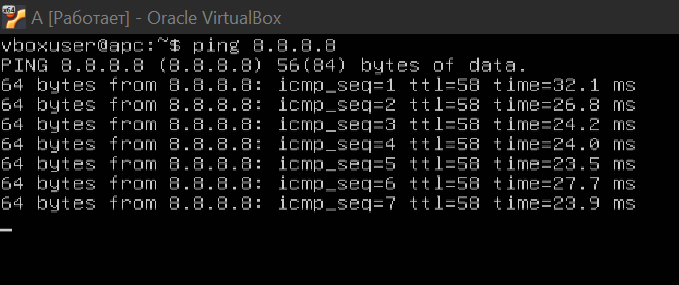 x64
A [Работает] - Oracle VirtualBox
vboxuser@apc:~$ ping 8.8.8.8
PING 8.8.8.8 (8.8.8.8) 56(84) bytes of data.
64 bytes from 8.8.8.8: icmp_seq=1 ttl=58 time=32.1 ms
64 bytes from 8.8.8.8: icmp_seq=2 ttl=58 time=26.8 ms
64 bytes from 8.8.8.8: icmp_seq=3 ttl=58 time=24.2 ms
64 bytes from 8.8.8.8: icmp_seq=4 ttl=58 time=24.0 ms
64 bytes from 8.8.8.8: icmp_seq=5 ttl=58 time=23.5 ms
64 bytes from 8.8.8.8: icmp_seq=6 ttl=58 time=27.7 ms
64 bytes from 8.8.8.8: icmp_seq=7 ttl=58 time=23.9 ms